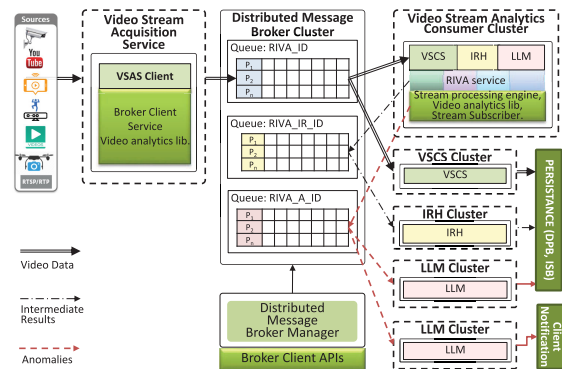 Sources
You
Tube
VIDEOS
RTSP/RTP
Video Data
Intermediate
Results
Anomalies
Video Stream
Acquisition
Service
VSAS Client
Broker Client
Service
Video analytics lib.
Distributed Message
Broker Cluster
Queue: RIVA_ID
P1
P2
Pn
Queue: RIVA_IR_ID
P1
P2
Pn
Queue: RIVA_A_ID
P1
P2
Pn
Distributed
Message
Broker Manager
Broker Client APIs
Video Stream Analytics
Consumer Cluster
VSCS
IRH
LLM
RIVA service
Stream processing engine,
Video analytics lib,
Stream Subscriber.
VSCS Cluster
VSCS
IRH Cluster
IRH
LLM Cluster
LLM
LLM Cluster
LLM
PERSISTANCE (DPB, ISB)
Client
Notification